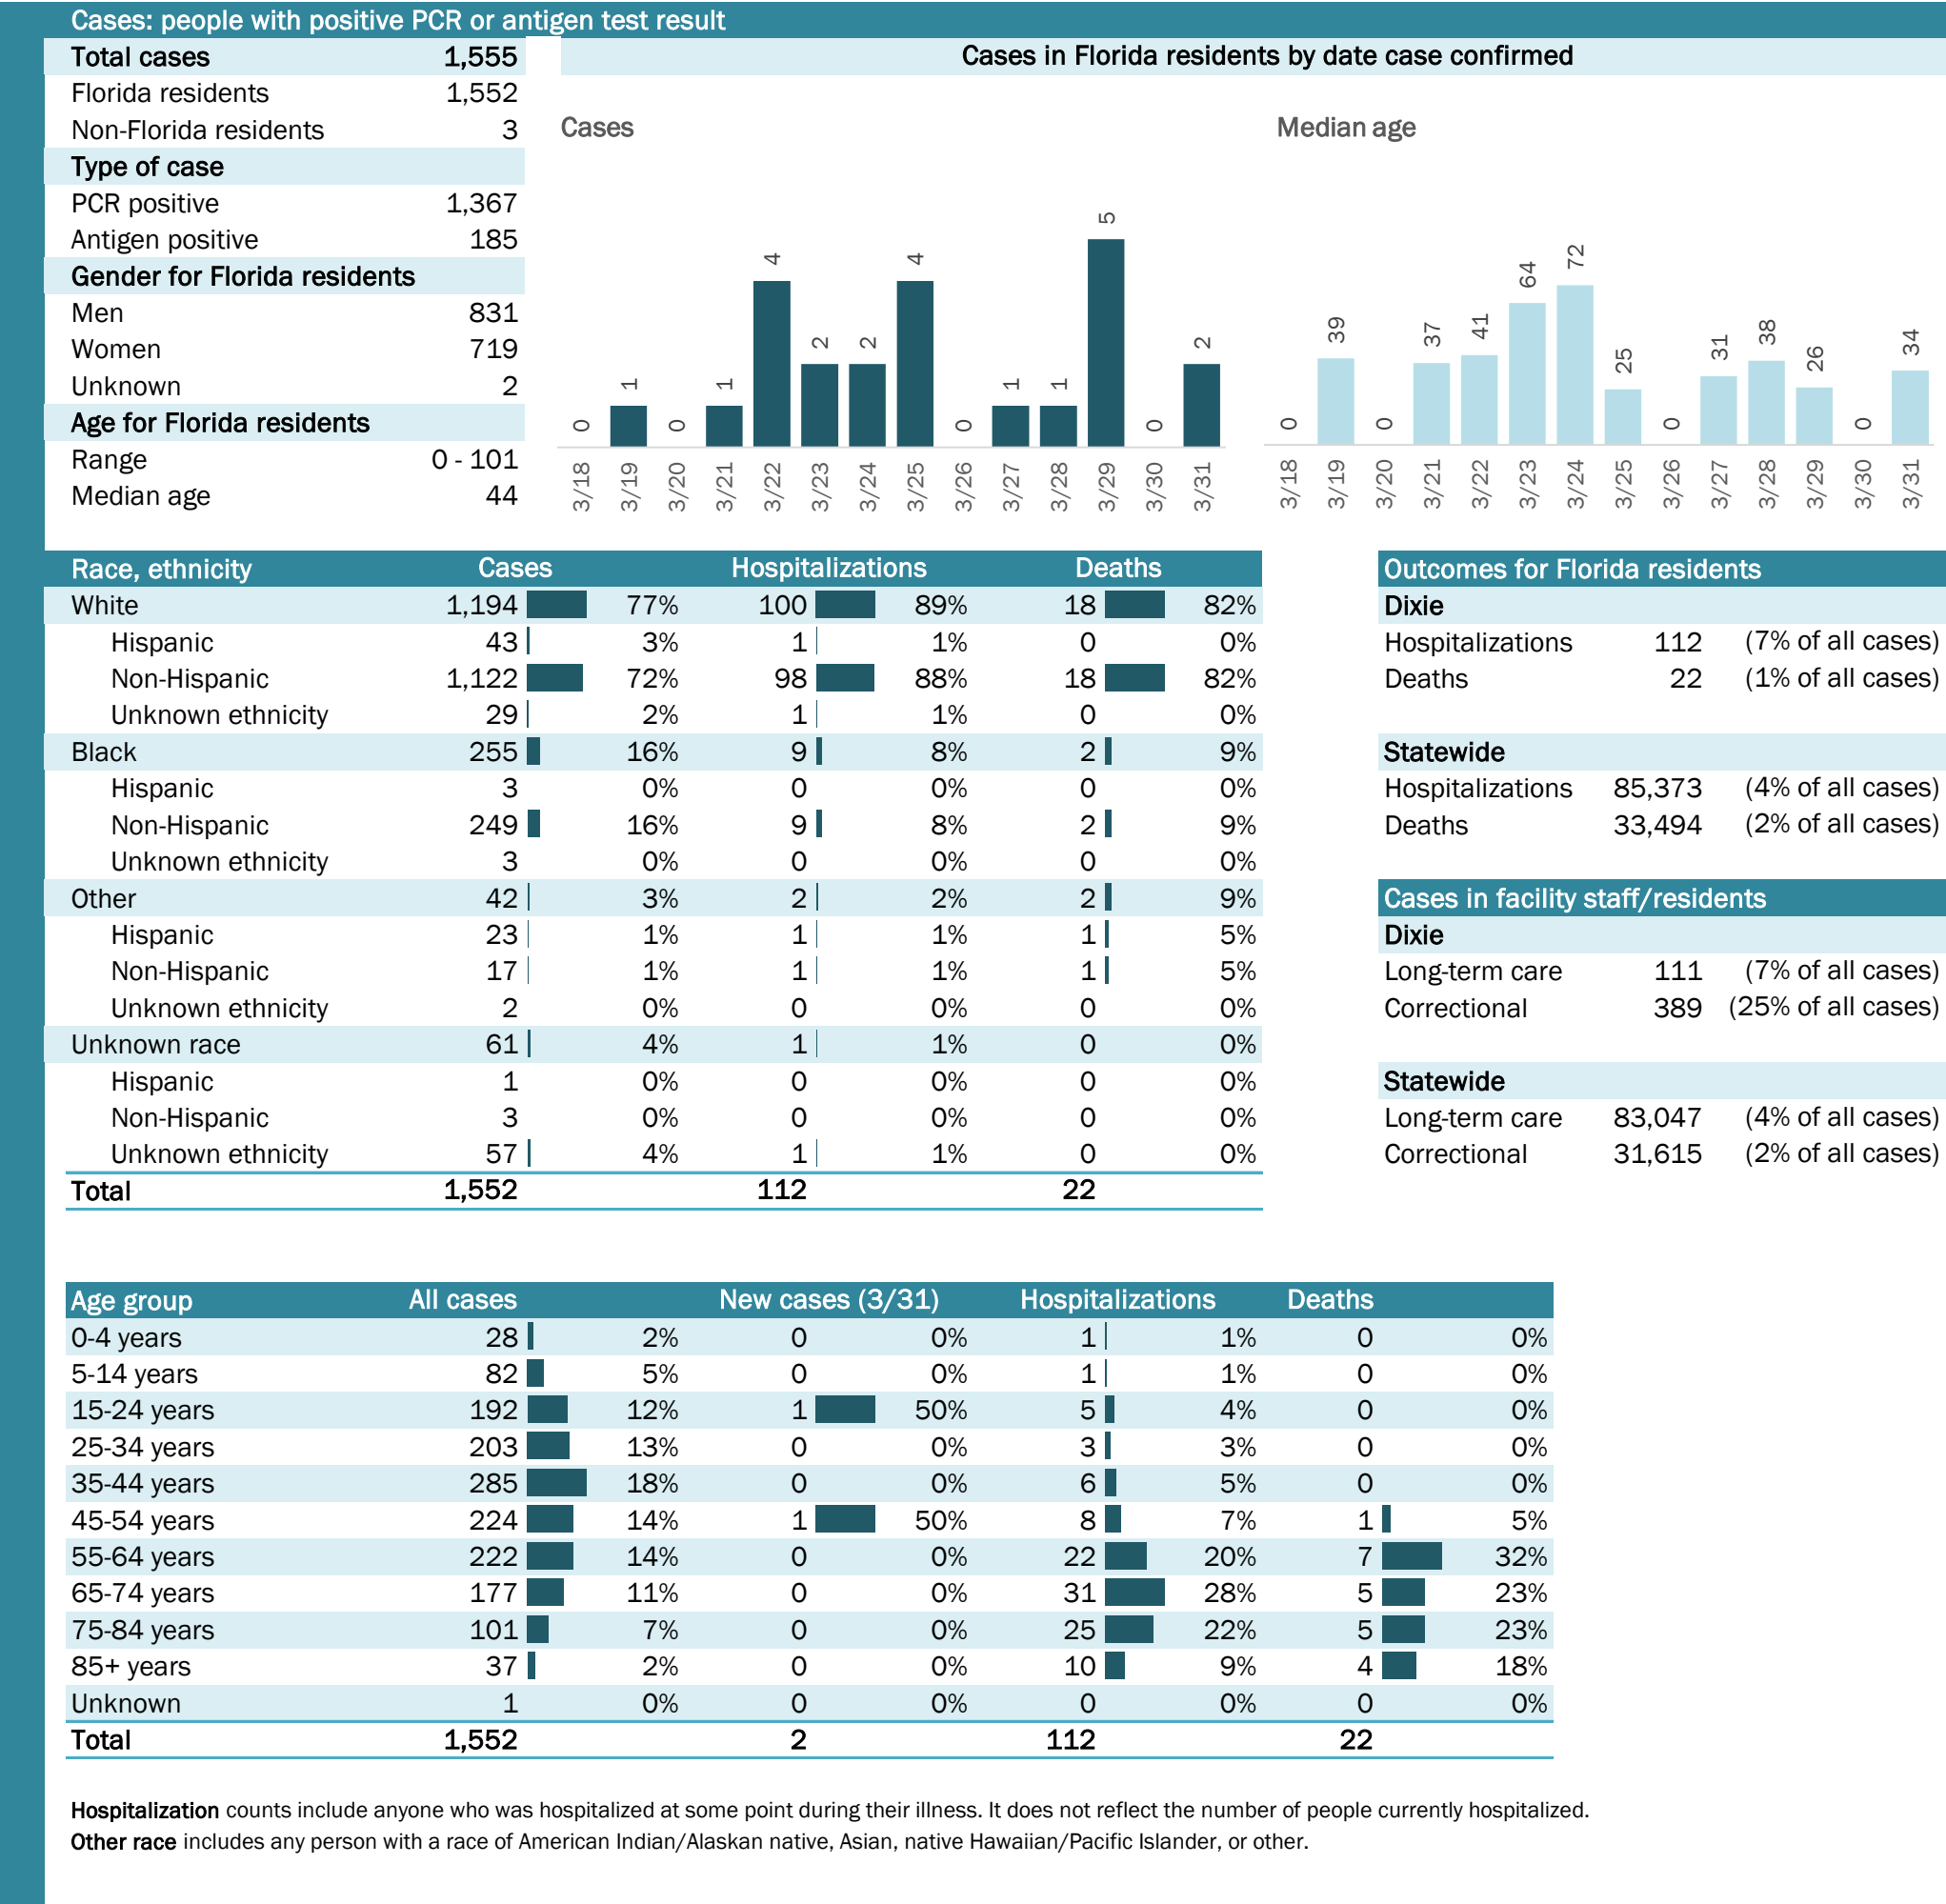 Cases: people with positive PCR or antigen test result
Total cases 1,555
Florida residents 1,552
Non-Florida residents 3
Type of case
PCR positive 1,367
Antigen positive 185
Gender for Florida residents
Men 831
Women 719
Unknown 2
Age for Florida residents
Range 0 - 101
Median age 44
Cases in Florida residents by date case confirmed
Cases
0 1 0 1 4 2 2 4 0 1 1 5 0 2
3/18 3/19 3/20 3/21 3/22 3/23 3/24 3/25 3/26 3/27 3/28 3/29 3/30 3/31
Median age
0 39 0 37 41 64 72 25 0 31 38 26 0 34
3/18 3/19 3/20 3/21 3/22 3/23 3/24 3/25 3/26 3/27 3/28 3/29 3/30 3/31
Race, ethnicity Cases Hospitalizations Deaths
White 1,194 77% 100 89% 18 82%
Hispanic 43 3% 1 1% 0 0%
Non-Hispanic 1,122 72% 98 88% 18 82%
Unknown ethnicity 29 2% 1 1% 0 0%
Black 255 16% 9 8% 2 9%
Hispanic 3 0% 0 0% 0 0%
Non-Hispanic 249 16% 9 8% 2 9%
Unknown ethnicity 3 0% 0 0% 0 0%
Other 42 3% 2 2% 2 9%
Hispanic 23 1% 1 1% 1 5%
Non-Hispanic 17 1% 1 1% 1 5%
Unknown ethnicity 2 0% 0 0% 0 0%
Unknown race 61 4% 1 1% 0 0%
Hispanic 1 0% 0 0% 0 0%
Non-Hispanic 3 0% 0 0% 0 0%
Unknown ethnicity 57 4% 1 1% 0 0%
Total 1,552 112 22
Outcomes for Florida residents
Dixie
Hospitalizations 112 (7% of all cases)
Deaths 22 (1% of all cases)
Statewide
Hospitalizations 85,373 (4% of all cases)
Deaths 33,494 (2% of all cases)
Cases in facility staff/residents
Dixie
Long-term care 111 (7% of all cases)
Correctional 389 (25% of all cases)
Statewide
Long-term care 83,047 (4% of all cases)
Correctional 31,615 (2% of all cases)
Age group All cases New cases (3/31) Hospitalizations Deaths
0-4 years 28 2% 0 0% 1 1% 0 0%
5-14 years 82 5% 0 0% 1 1% 0 0%
15-24 years 192 12% 1 50% 5 4% 0 0%
25-34 years 203 13% 0 0% 3 3% 0 0%
35-44 years 285 18% 0 0% 6 5% 0 0%
45-54 years 224 14% 1 50% 8 7% 1 5%
55-64 years 222 14% 0 0% 22 20% 7 32%
65-74 years 177 11% 0 0% 31 28% 5 23%
75-84 years 101 7% 0 0% 25 22% 5 23%
85+ years 37 2% 0 0% 10 9% 4 18%
Unknown 1 0% 0 0% 0 0% 0 0%
Total 1,552 2 112 22
Hospitalization counts include anyone who was hospitalized at some point during their illness. It does not reflect the number of people currently hospitalized.
Other race includes any person with a race of American Indian/Alaskan native, Asian, native Hawaiian/Pacific Islander, or other.